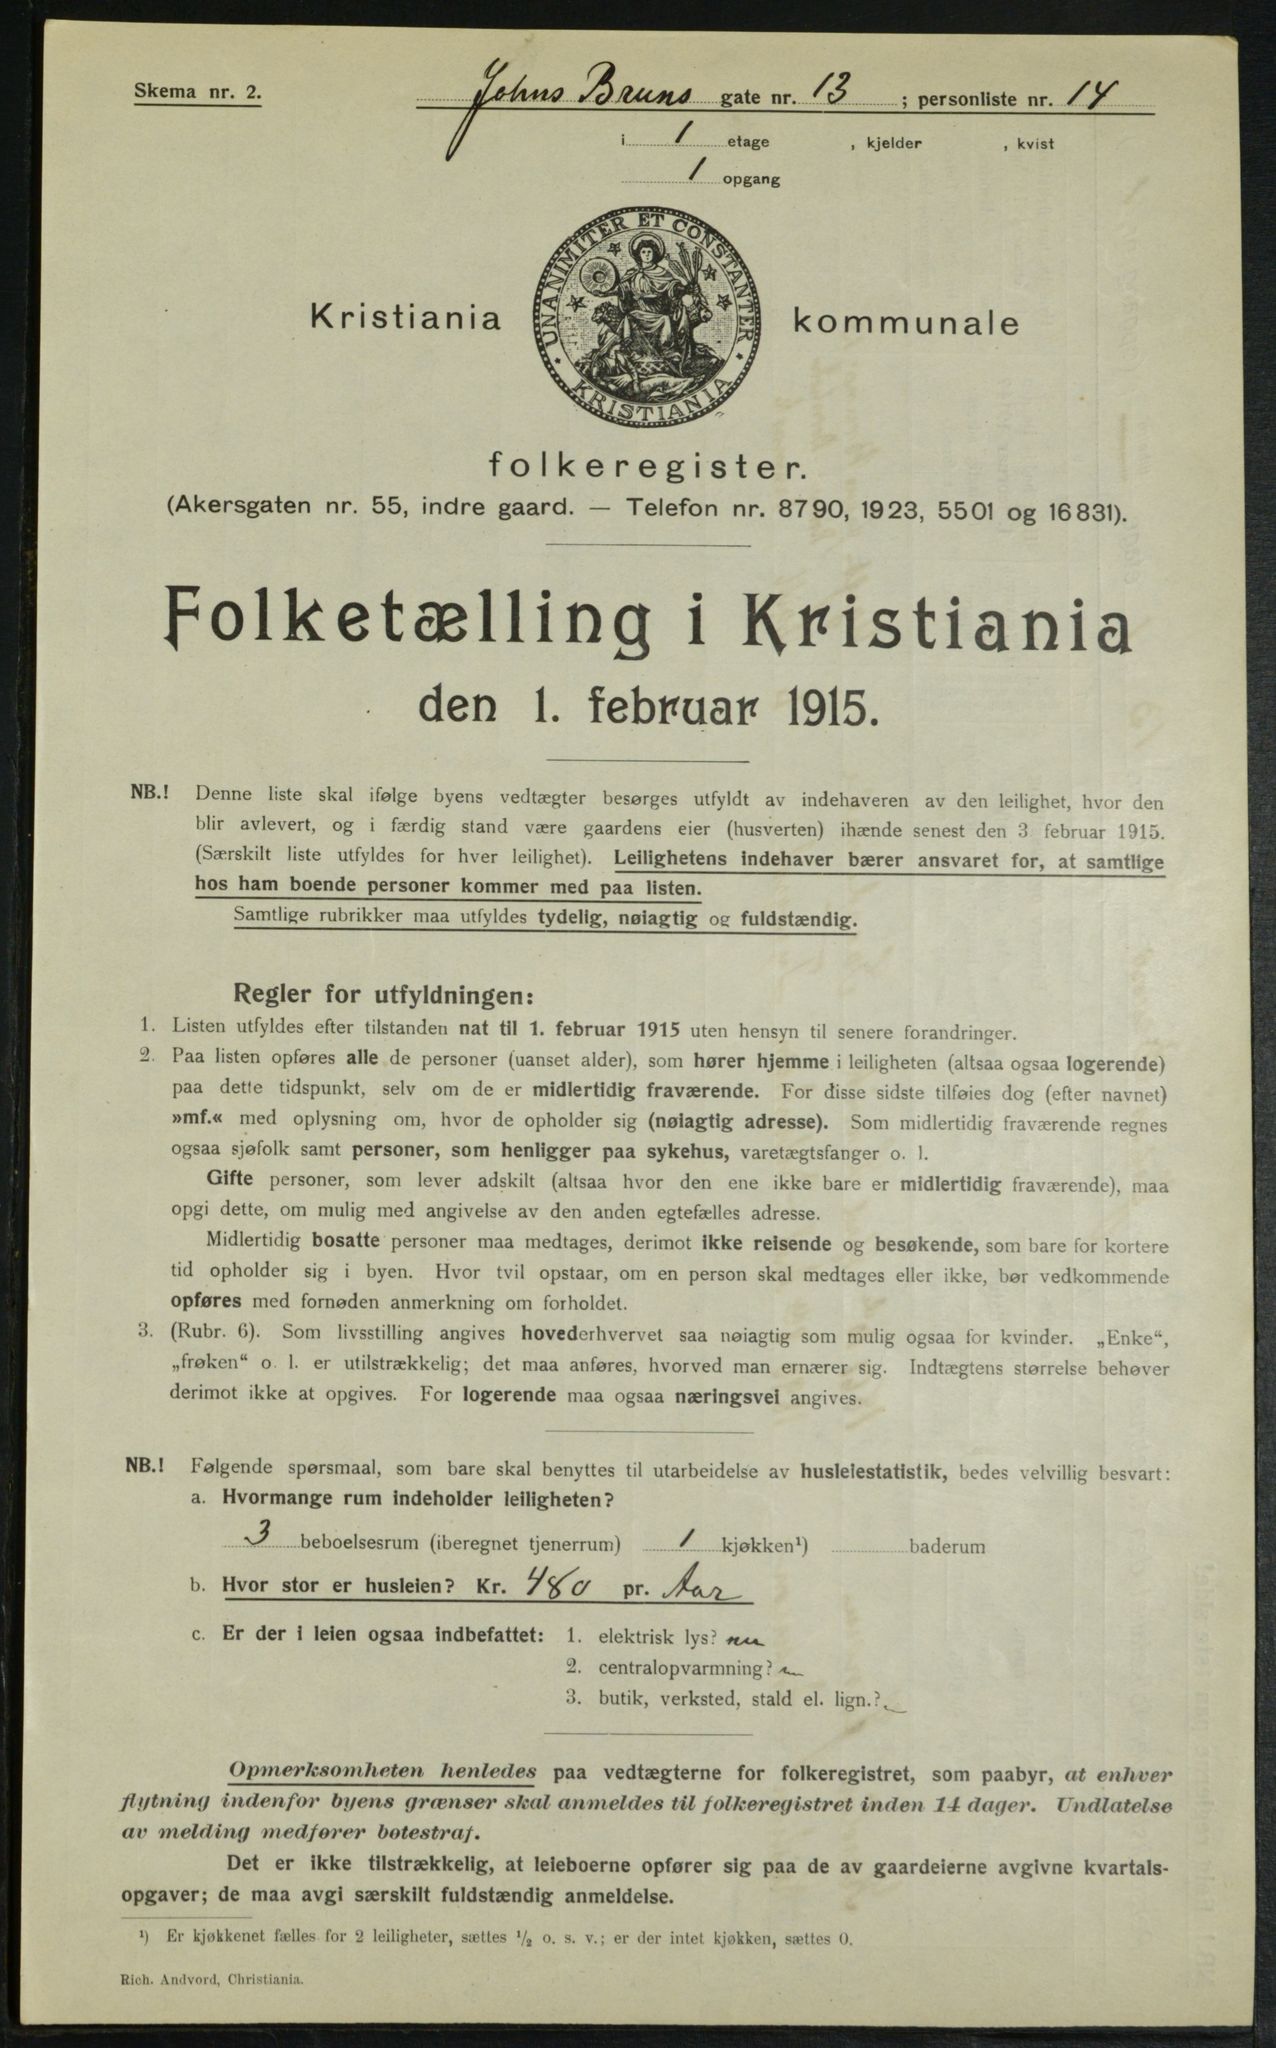 Skema nr. 2.
Johns Bruns gate nr. 13 ; personliste nr. 14
i 1 etage , kjelder , kvist
1 opgang
UNANIMITER ET CONSTANTER
KRISTIANIA
Kristiania kommunale
folkeregister.
(Akersgaten nr. 55, indre gaard. — Telefon nr. 8790, 1923, 5501 og 16831).
Folketælling i Kristiania
den 1. februar 1915.
NB.! Denne liste skal ifølge byens vedtægter besørges utfyldt av indehaveren av den leilighet, hvor den
blir avlevert, og i færdig stand være gaardens eier (husverten) ihænde senest den 3 februar 1915.
(Særskilt liste utfyldes for hver leilighet). Leilighetens indehaver bærer ansvaret for, at samtlige
hos ham boende personer kommer med paa listen.
Samtlige rubrikker maa utfyldes tydelig, nøiagtig og fuldstændig.
Regler for utfyldningen:
1. Listen utfyldes efter tilstanden nat til 1. februar 1915 uten hensyn til senere forandringer.
2. Paa listen opføres alle de personer (uanset alder), som hører hjemme i leiligheten (altsaa ogsaa logerende)
paa dette tidspunkt, selv om de er midlertidig fraværende. For disse sidste tilføies dog (efter navnet)
»mf.« med oplysning om, hvor de opholder sig (nøiagtig adresse). Som midlertidig fraværende regnes
ogsaa sjøfolk samt personer, som henligger paa sykehus, varetægtsfanger o. l.
Gifte personer, som lever adskilt (altsaa hvor den ene ikke bare er midlertidig fraværende), maa
opgi dette, om mulig med angivelse av den anden egtefælles adresse.
Midlertidig bosatte personer maa medtages, derimot ikke reisende og besøkende, som bare for kortere
tid opholder sig i byen. Hvor tvil opstaar, om en person skal medtages eller ikke, bør vedkommende
opføres med fornøden anmerkning om forholdet.
3. (Rubr. 6). Som livsstilling angives hovederhvervet saa nøiagtig som mulig ogsaa for kvinder. „Enke“,
„frøken“ o. l. er utilstrækkelig; det maa anføres, hvorved man ernærer sig. Indtægtens størrelse behøver
derimot ikke at opgives. For logerende maa ogsaa næringsvei angives.
NB.! Følgende spørsmaal, som bare skal benyttes til utarbeidelse av husleiestatistik, bedes velvillig besvart:
a. Hvormange rum indeholder leiligheten?
3 beboelsesrum (iberegnet tjenerrum) 1 kjøkken¹) baderum
b. Hvor stor er husleien? Kr. 480 pr. Aar
c. Er der i leien ogsaa indbefattet: 1. elektrisk lys?
2. centralopvarmning?
3. butik, verksted, stald el. lign.?
Opmerksomheten henledes paa vedtægterne for folkeregistret, som paabyr, at enhver
flytning indenfor byens grænser skal anmeldes til folkeregistret inden 14 dager. Undlatelse
av melding medfører bøtestraf.
Det er ikke tilstrækkelig, at leieboerne opfører sig paa de av gaardeierne avgivne kvartals-
opgaver; de maa avgi særskilt fuldstændig anmeldelse.
¹) Er kjøkkenet fælles for 2 leiligheter, sættes ½ o. s. v.; er der intet kjøkken, sættes 0.
Rich. Andvord, Christiania.